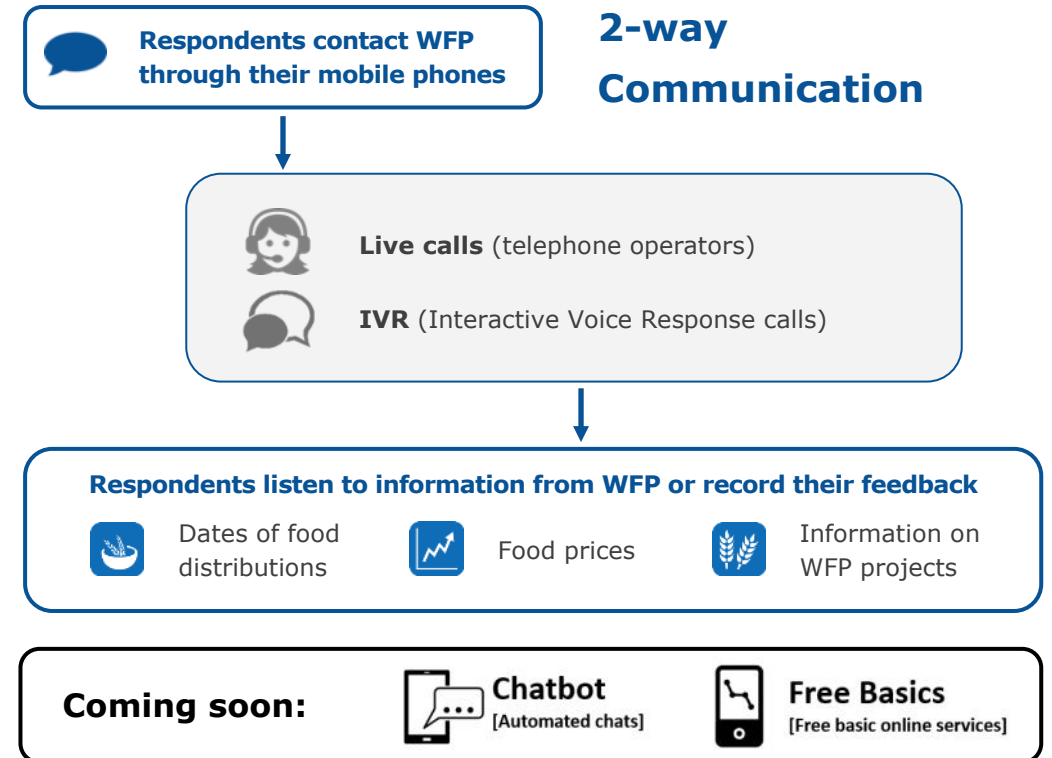 Respondents contact WFP
through their mobile phones
2-way
Communication
Live calls (telephone operators)
IVR (Interactive Voice Response calls)
Respondents listen to information from WFP or record their feedback
Dates of food
distributions
Food prices
Information on
WFP projects
Coming soon:
Chatbot
[Automated chats]
Free Basics
[Free basic online services]